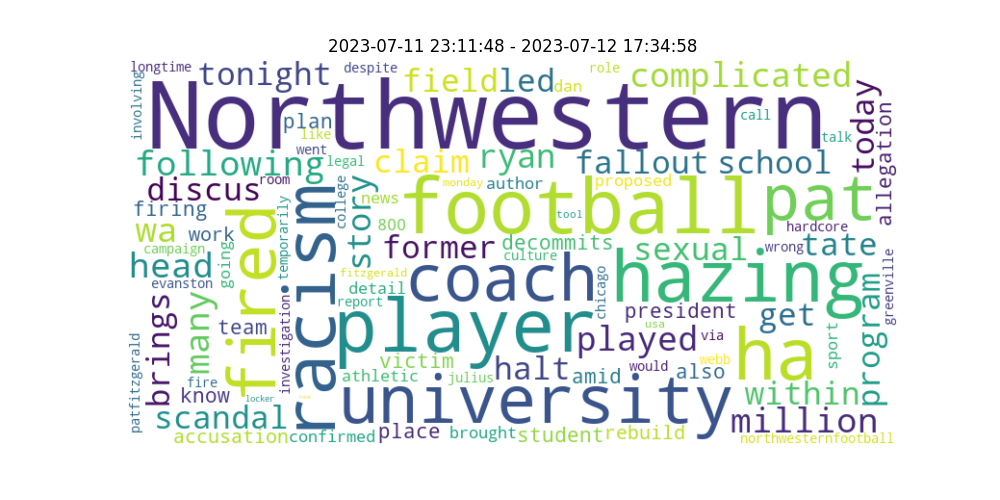 2023-07-11 23:11:48 - 2023-07-12 17:34:58
longtime
tonight
despite
field
led
dan
role
complicated
involving
Northwestern
plan
like
call
talk
today
allegation
went
following
legal
claim
ryan
fallout
school
discus
room
college
story
news
monday
author
proposed
football
pat
firing
wa
work
campaign
going
fired
temporarily
racism
800
tool
hardcore
former
decommits
culture
sexual
wrong
tate
head
evanston
fitzgerald
detail
report
coach
chicago
hazing
greenville
brings
many
team
investigation
player
president
usa
via
get
program
played
ha
sport
patfitzgerald
fire
know
locker
victim
athletic
julius
halt
amid
would
also
webb
within
scandal
university
million
accusation
confirmed
place
brought
student
rebuild
northwesternfootball